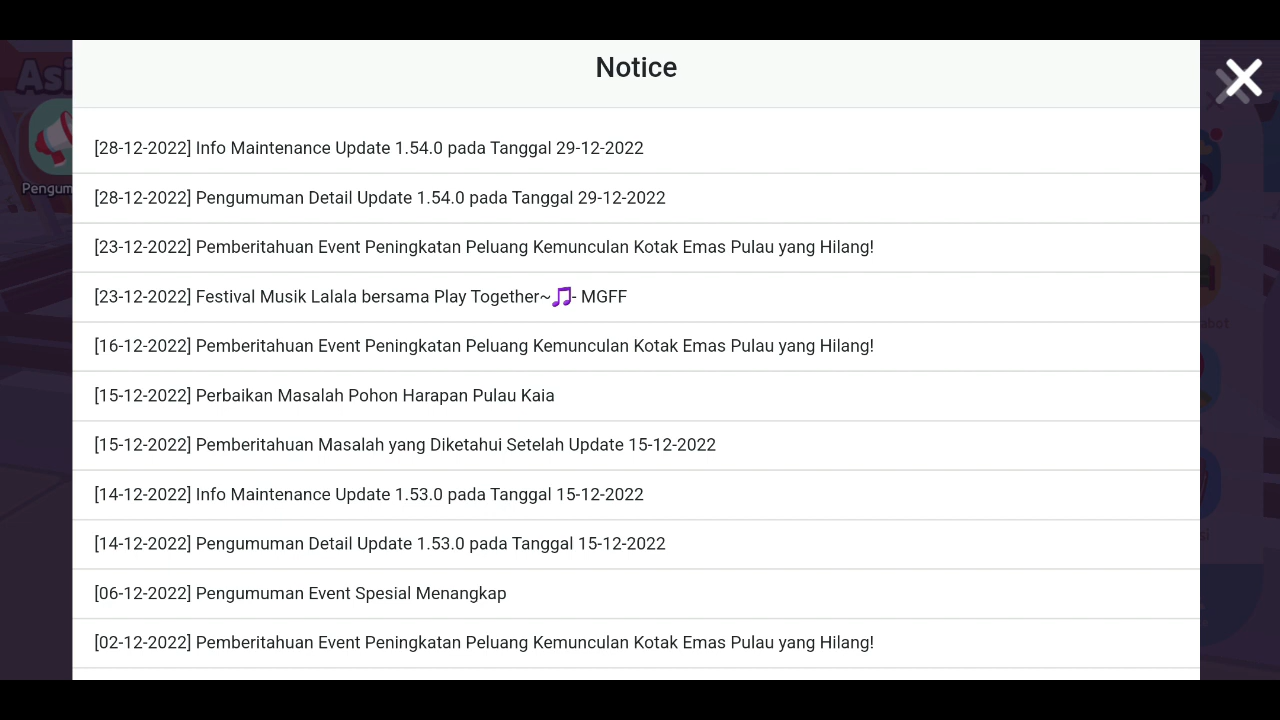 Notice
Asi
Pengum
[28-12-2022] Info Maintenance Update 1.54.0 pada Tanggal 29-12-2022
[28-12-2022] Pengumuman Detail Update 1.54.0 pada Tanggal 29-12-2022
[23-12-2022] Pemberitahuan Event Peningkatan Peluang Kemunculan Kotak Emas Pulau yang Hilang!
[23-12-2022] Festival Musik Lalala bersama Play Together~🎵- MGFF
[16-12-2022] Pemberitahuan Event Peningkatan Peluang Kemunculan Kotak Emas Pulau yang Hilang!
[15-12-2022] Perbaikan Masalah Pohon Harapan Pulau Kaia
[15-12-2022] Pemberitahuan Masalah yang Diketahui Setelah Update 15-12-2022
[14-12-2022] Info Maintenance Update 1.53.0 pada Tanggal 15-12-2022
[14-12-2022] Pengumuman Detail Update 1.53.0 pada Tanggal 15-12-2022
[06-12-2022] Pengumuman Event Spesial Menangkap
[02-12-2022] Pemberitahuan Event Peningkatan Peluang Kemunculan Kotak Emas Pulau yang Hilang!